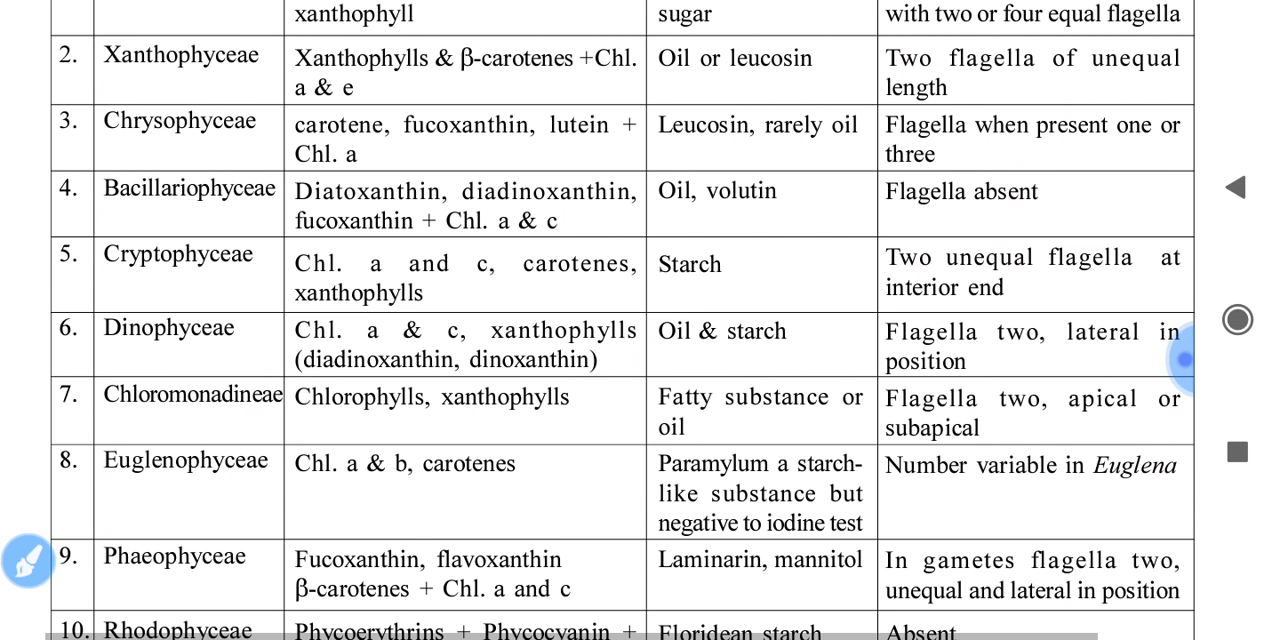 xanthophyll sugar with two or four equal flagella
2. Xanthophyceae Xanthophylls & β-carotenes +Chl. Oil or leucosin Two flagella of unequal
a & e length
3. Chrysophyceae carotene, fucoxanthin, lutein + Leucosin, rarely oil Flagella when present one or
Chl. a three
4. Bacillariophyceae Diatoxanthin, diadinoxanthin, Oil, volutin Flagella absent
fucoxanthin + Chl. a & c
5. Cryptophyceae Chl. a and c, carotenes, Starch Two unequal flagella at
xanthophylls interior end
6. Dinophyceae Chl. a & c, xanthophylls Oil & starch Flagella two, lateral in
(diadinoxanthin, dinoxanthin) position
7. Chloromonadineae Chlorophylls, xanthophylls Fatty substance or Flagella two, apical or
oil subapical
8. Euglenophyceae Chl. a & b, carotenes Paramylum a starch- Number variable in Euglena
like substance but
negative to iodine test
9. Phaeophyceae Fucoxanthin, flavoxanthin Laminarin, mannitol In gametes flagella two,
β-carotenes + Chl. a and c unequal and lateral in position
10. Rhodophyceae Phycoerythrins + Phycocyanin + Floridean starch Absent